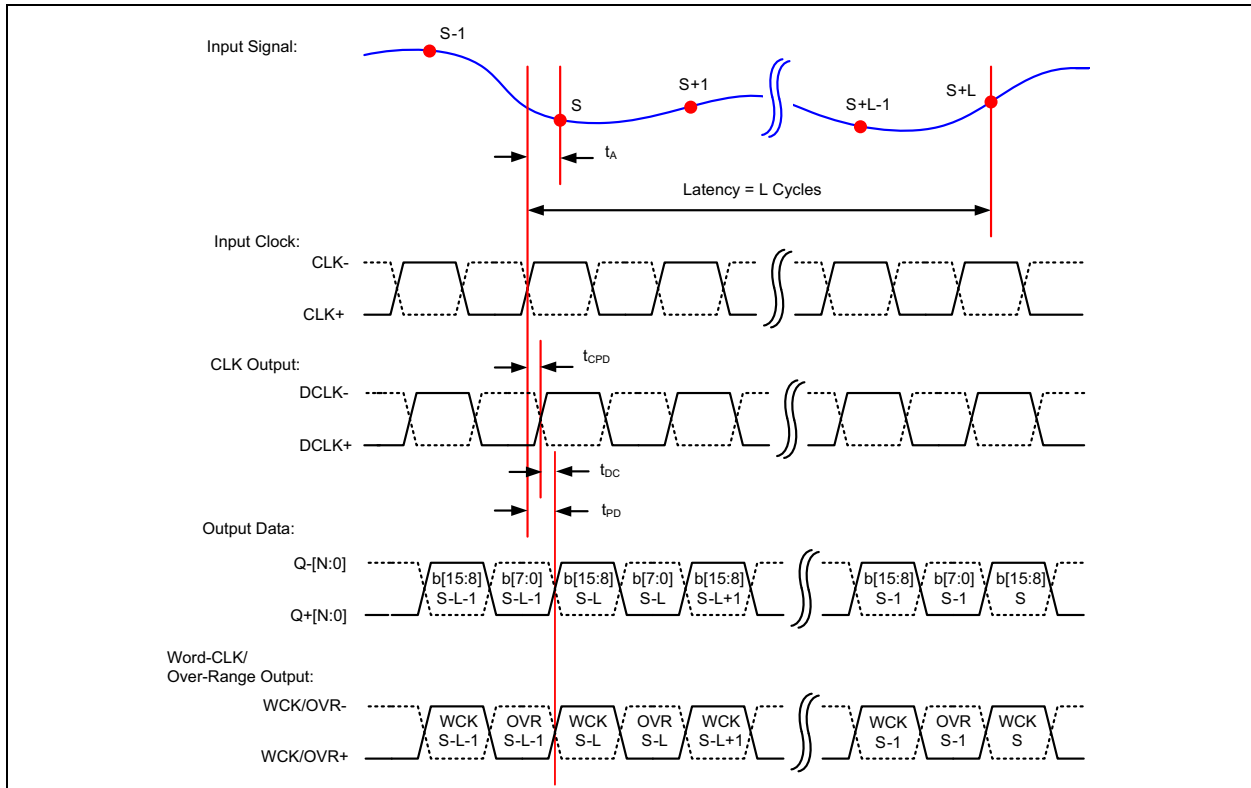 Input Signal:
S-1
S
S+1
S+L-1
S+L
tA
Latency = L Cycles
Input Clock:
CLK-
CLK+
tCPD
CLK Output:
DCLK-
DCLK+
tDC
tPD
Output Data:
Q-[N:0]
Q+[N:0]
b[15:8] b[7:0] b[15:8] b[7:0] b[15:8] b[15:8] b[7:0] b[15:8]
S-L-1 S-L-1 S-L S-L S-L+1 S-1 S-1 S
Word-CLK/
Over-Range Output:
WCK/OVR-
WCK/OVR+
WCK OVR WCK OVR WCK WCK OVR WCK
S-L-1 S-L-1 S-L S-L S-L+1 S-1 S-1 S